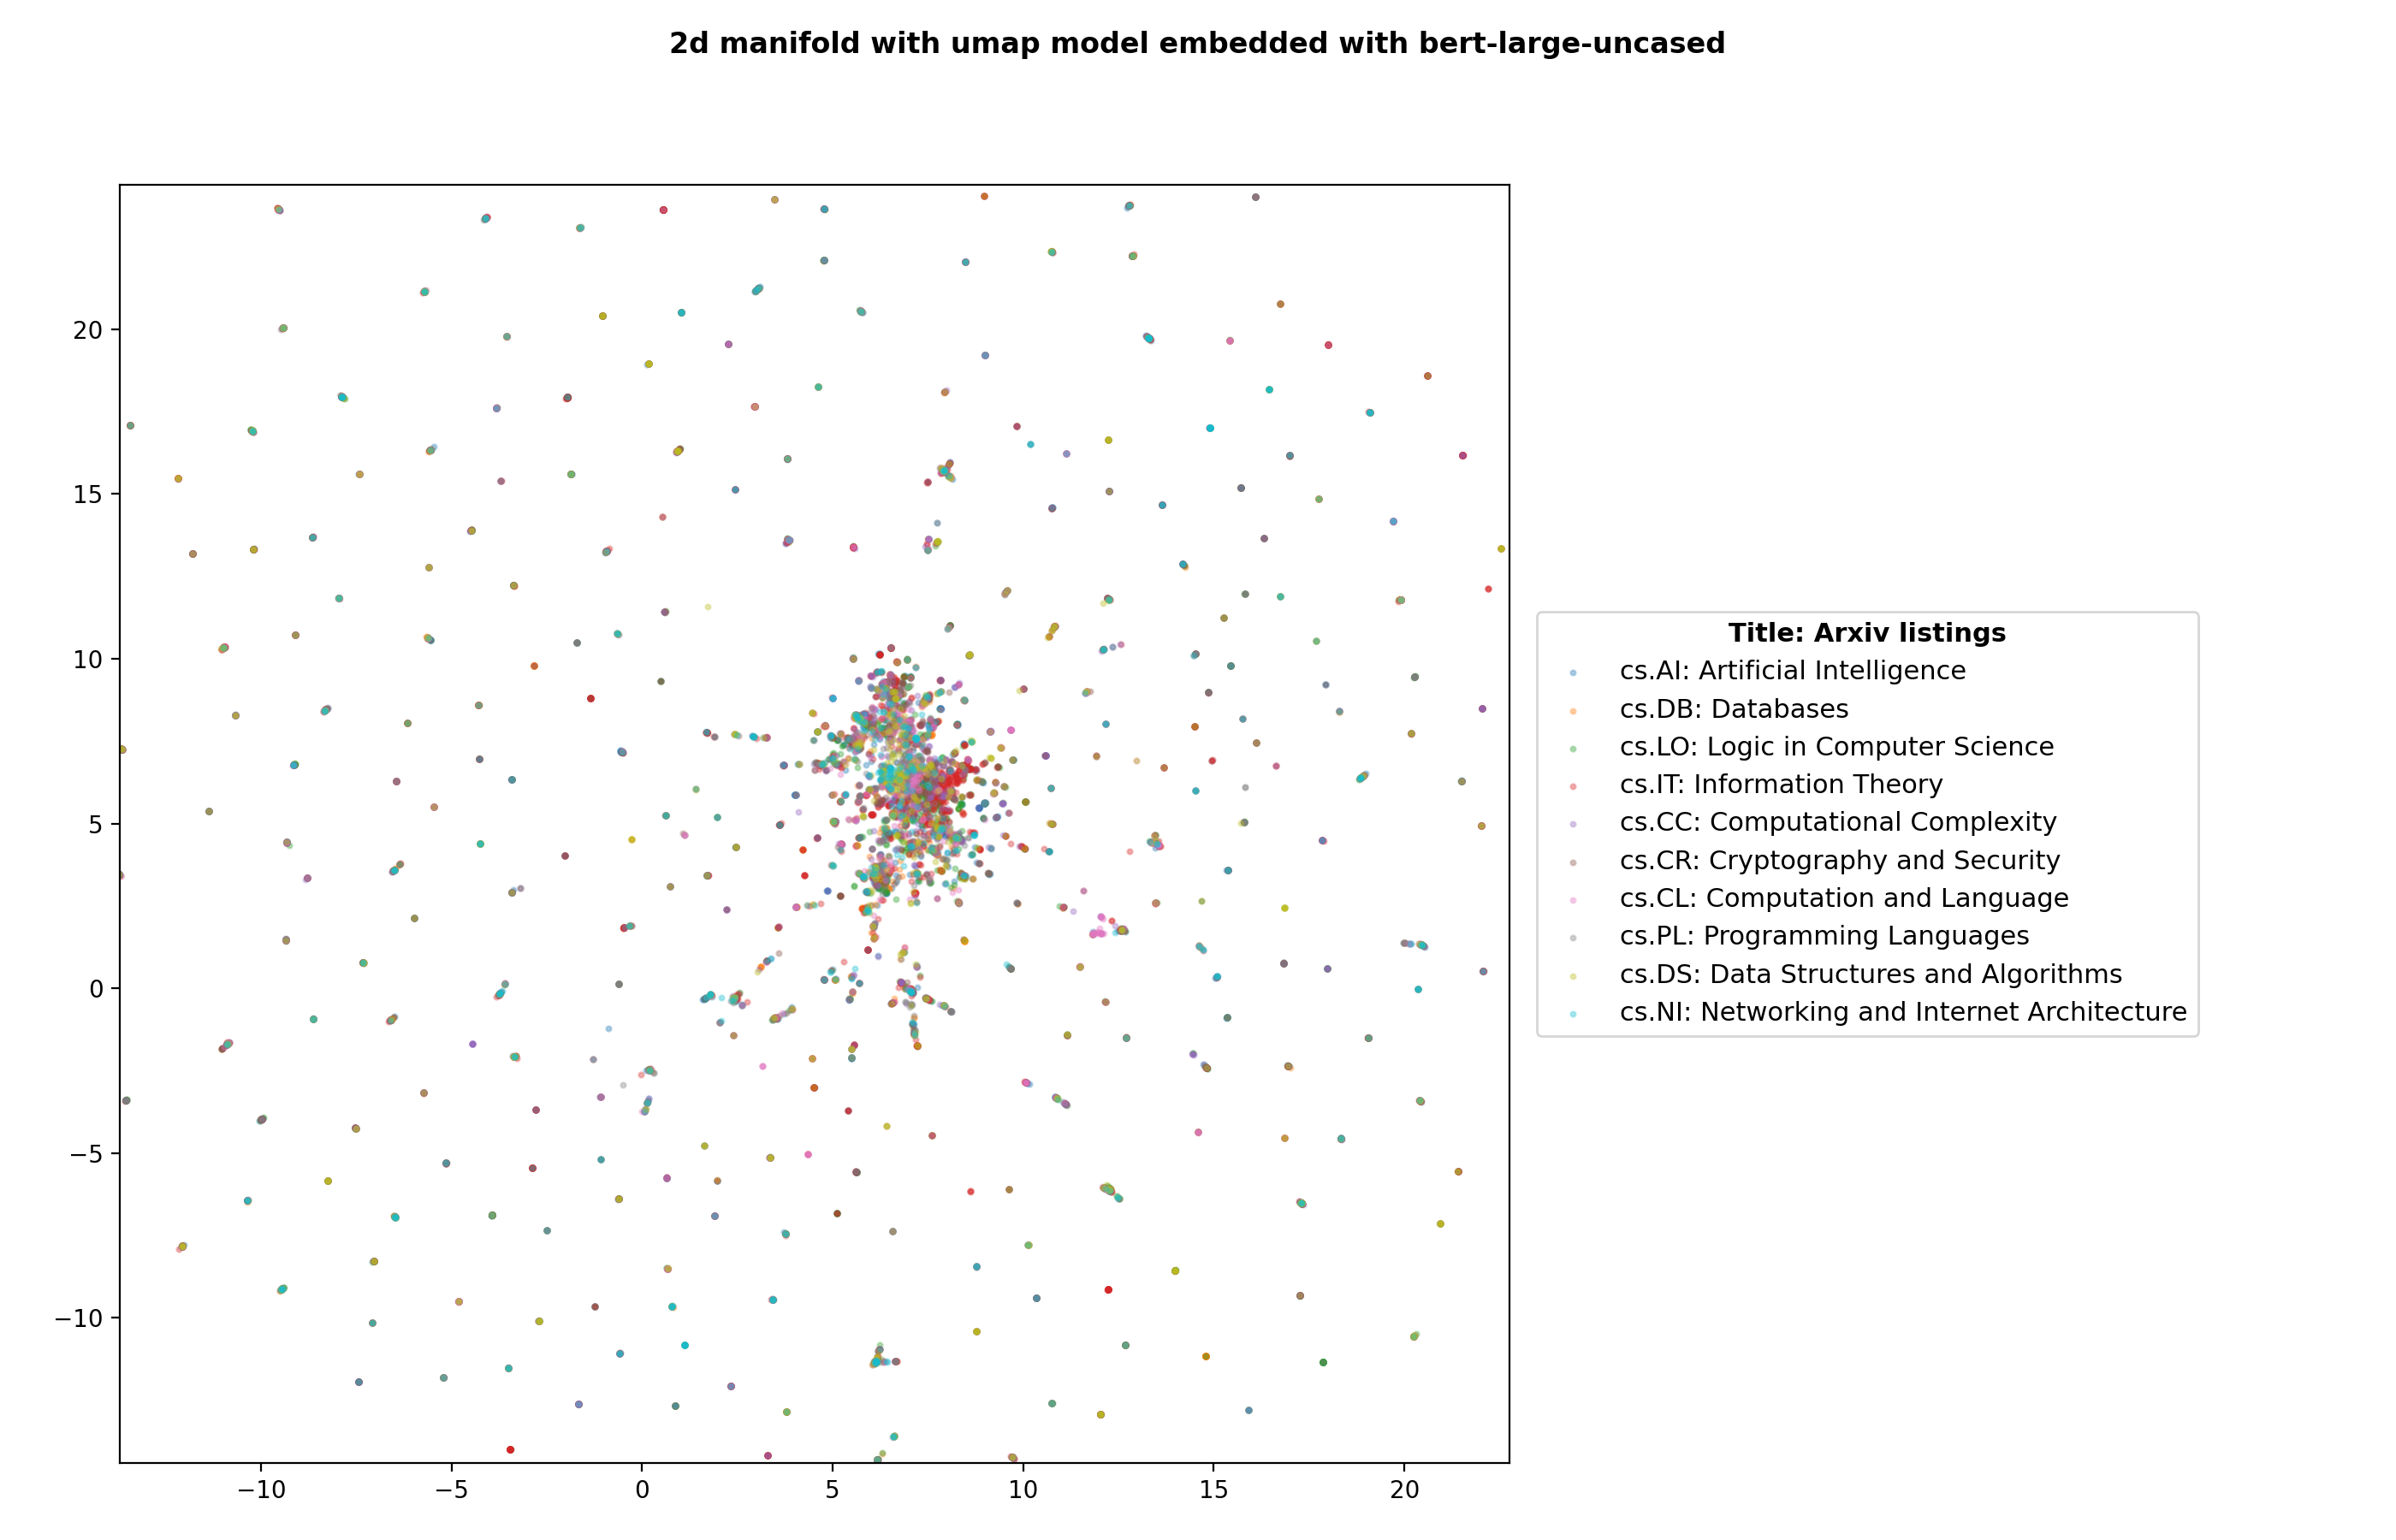 2d manifold with umap model embedded with bert-large-uncased
20
15
10
5
0
−5
−10
−10
−5
0
5
10
15
20
Title: Arxiv listings
cs.AI: Artificial Intelligence
cs.DB: Databases
cs.LO: Logic in Computer Science
cs.IT: Information Theory
cs.CC: Computational Complexity
cs.CR: Cryptography and Security
cs.CL: Computation and Language
cs.PL: Programming Languages
cs.DS: Data Structures and Algorithms
cs.NI: Networking and Internet Architecture